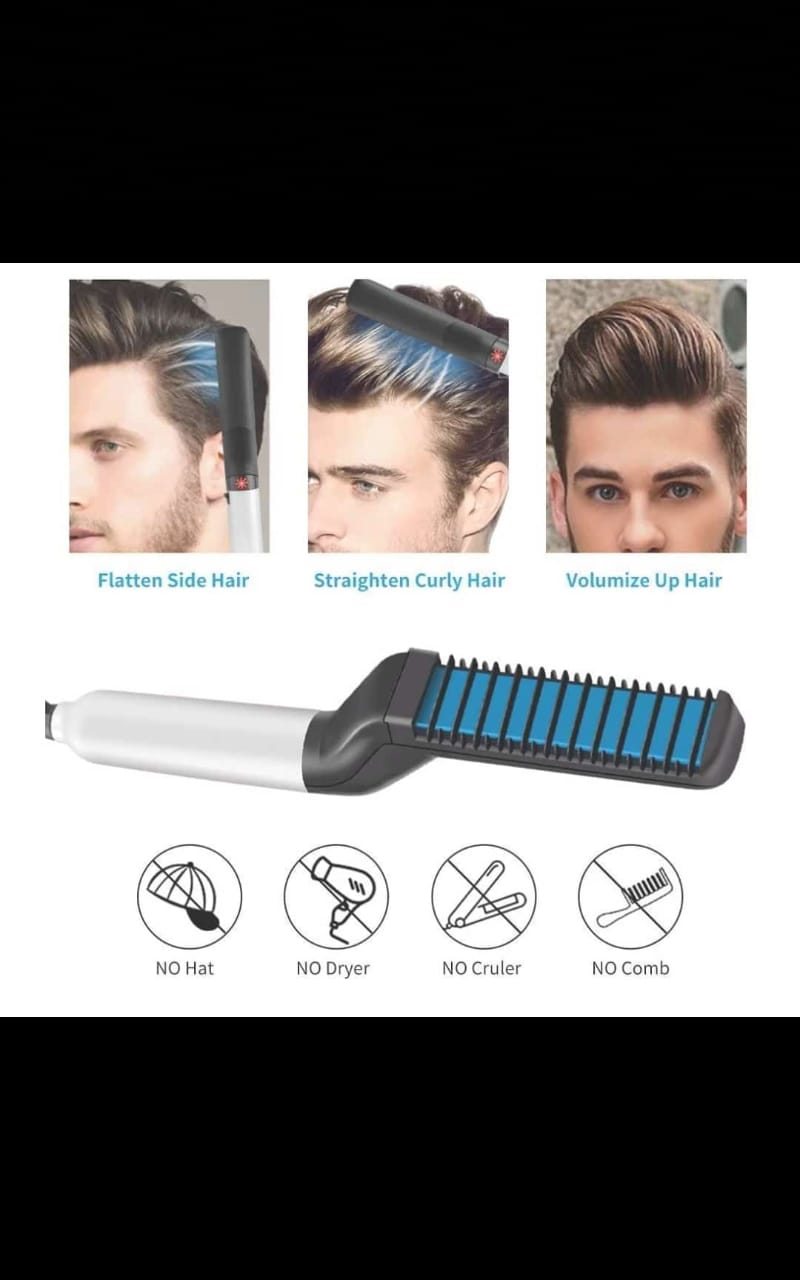 Flatten Side Hair
Straighten Curly Hair
Volumize Up Hair
NO Hat
NO Dryer
NO Cruler
NO Comb